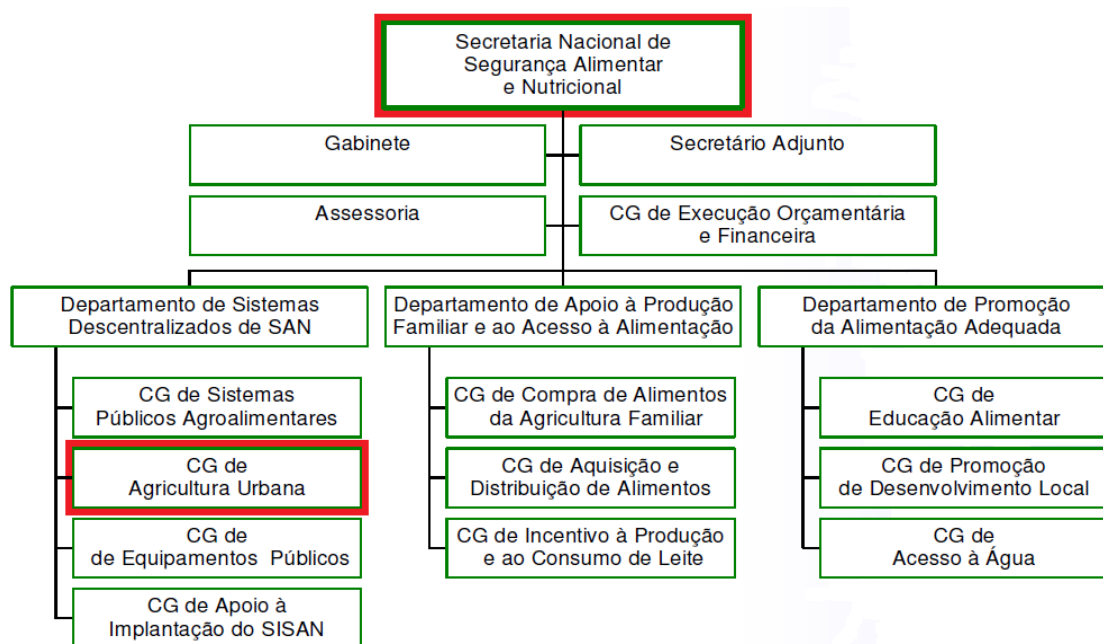 Secretaria Nacional de
Segurança Alimentar
e Nutricional
Gabinete
Secretário Adjunto
Assessoria
CG de Execução Orçamentária
e Financeira
Departamento de Sistemas
Descentralizados de SAN
Departamento de Apoio à Produção
Familiar e ao Acesso à Alimentação
Departamento de Promoção
da Alimentação Adequada
CG de Sistemas
Públicos Agroalimentares
CG de
Agricultura Urbana
CG de
de Equipamentos Públicos
CG de Apoio à
Implantação do SISAN
CG de Compra de Alimentos
da Agricultura Familiar
CG de Aquisição e
Distribuição de Alimentos
CG de Incentivo à Produção
e ao Consumo de Leite
CG de
Educação Alimentar
CG de Promoção
de Desenvolvimento Local
CG de
Acesso à Água